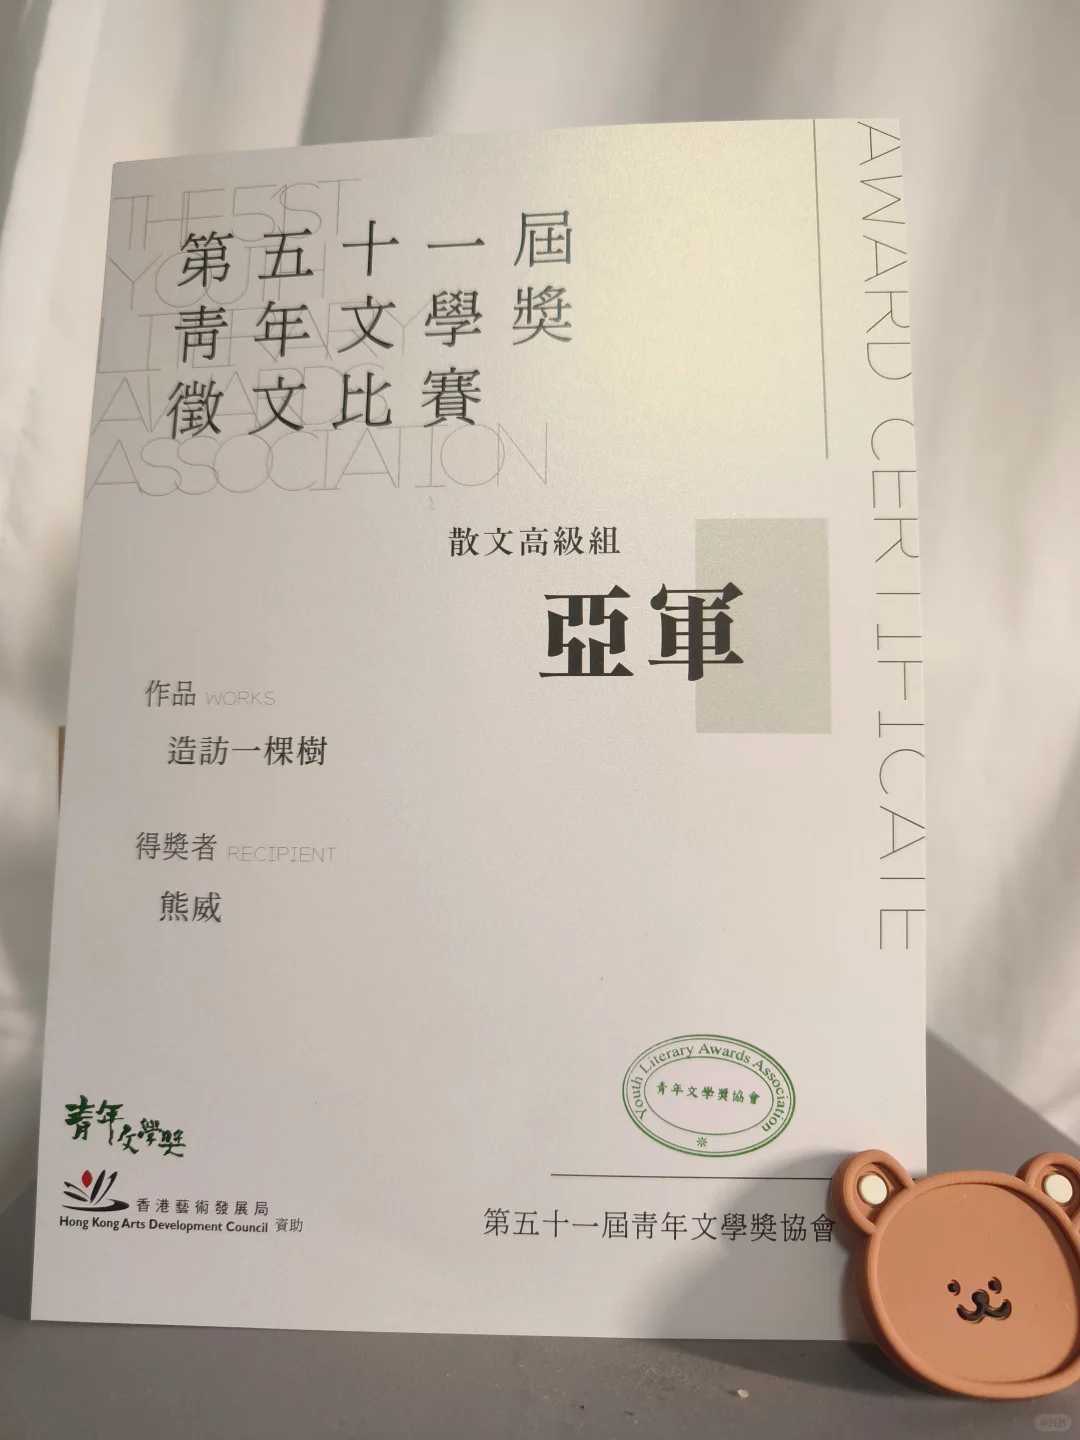 THE 51ST
YOUTH
LITERARY
AWARDS
ASSOCIATION
第五十一屆
青年文學獎
徵文比賽
AWARD CERTIFICATE
散文高級組
亞軍
作品 WORKS
造訪一棵樹
得獎者 RECIPIENT
熊威
Youth Literary Awards Association
青年文學獎協會
青年文學獎
香港藝術發展局
Hong Kong Arts Development Council 資助
第五十一屆青年文學獎協會